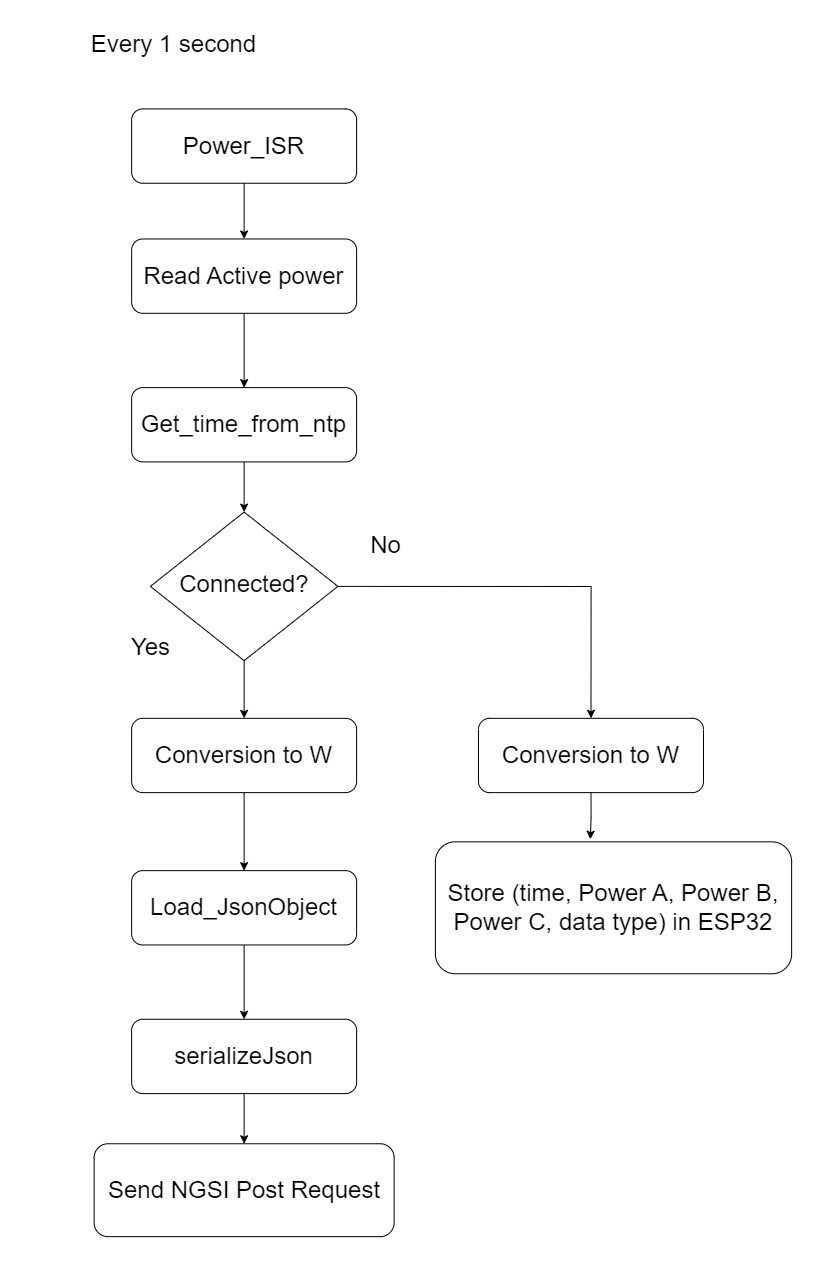 Every 1 second
Power_ISR
Read Active power
Get_time_from_ntp
Connected?
No
Yes
Conversion to W
Conversion to W
Load_JsonObject
Store (time, Power A, Power B,
Power C, data type) in ESP32
serializeJson
Send NGSI Post Request